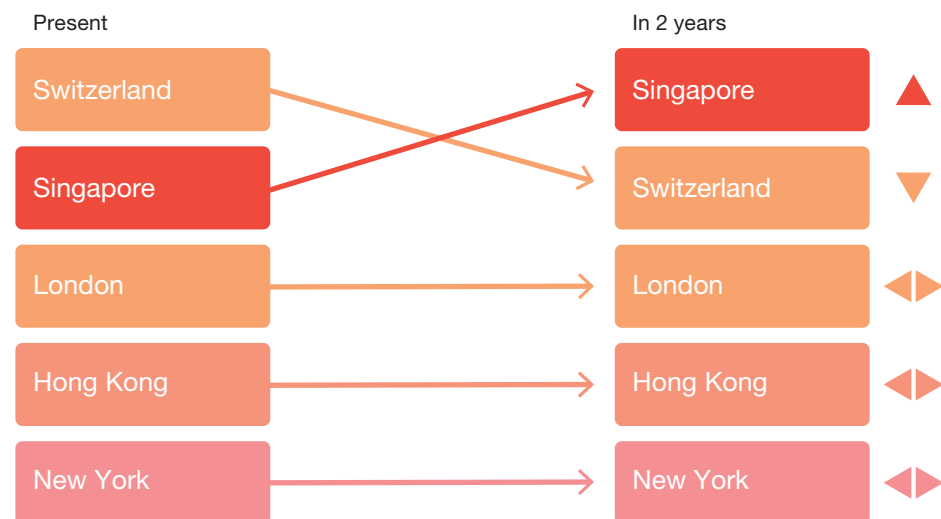 Present
In 2 years
Switzerland
Singapore
Singapore
Switzerland
London
London
Hong Kong
Hong Kong
New York
New York